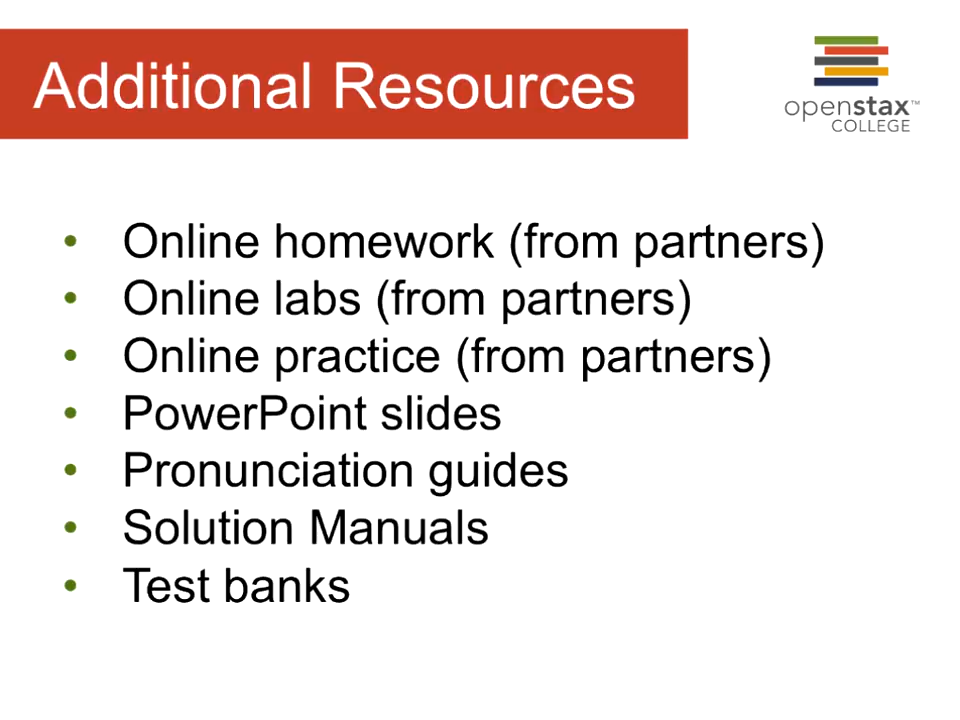 Additional Resources
openstax™
COLLEGE
• Online homework (from partners)
• Online labs (from partners)
• Online practice (from partners)
• PowerPoint slides
• Pronunciation guides
• Solution Manuals
• Test banks